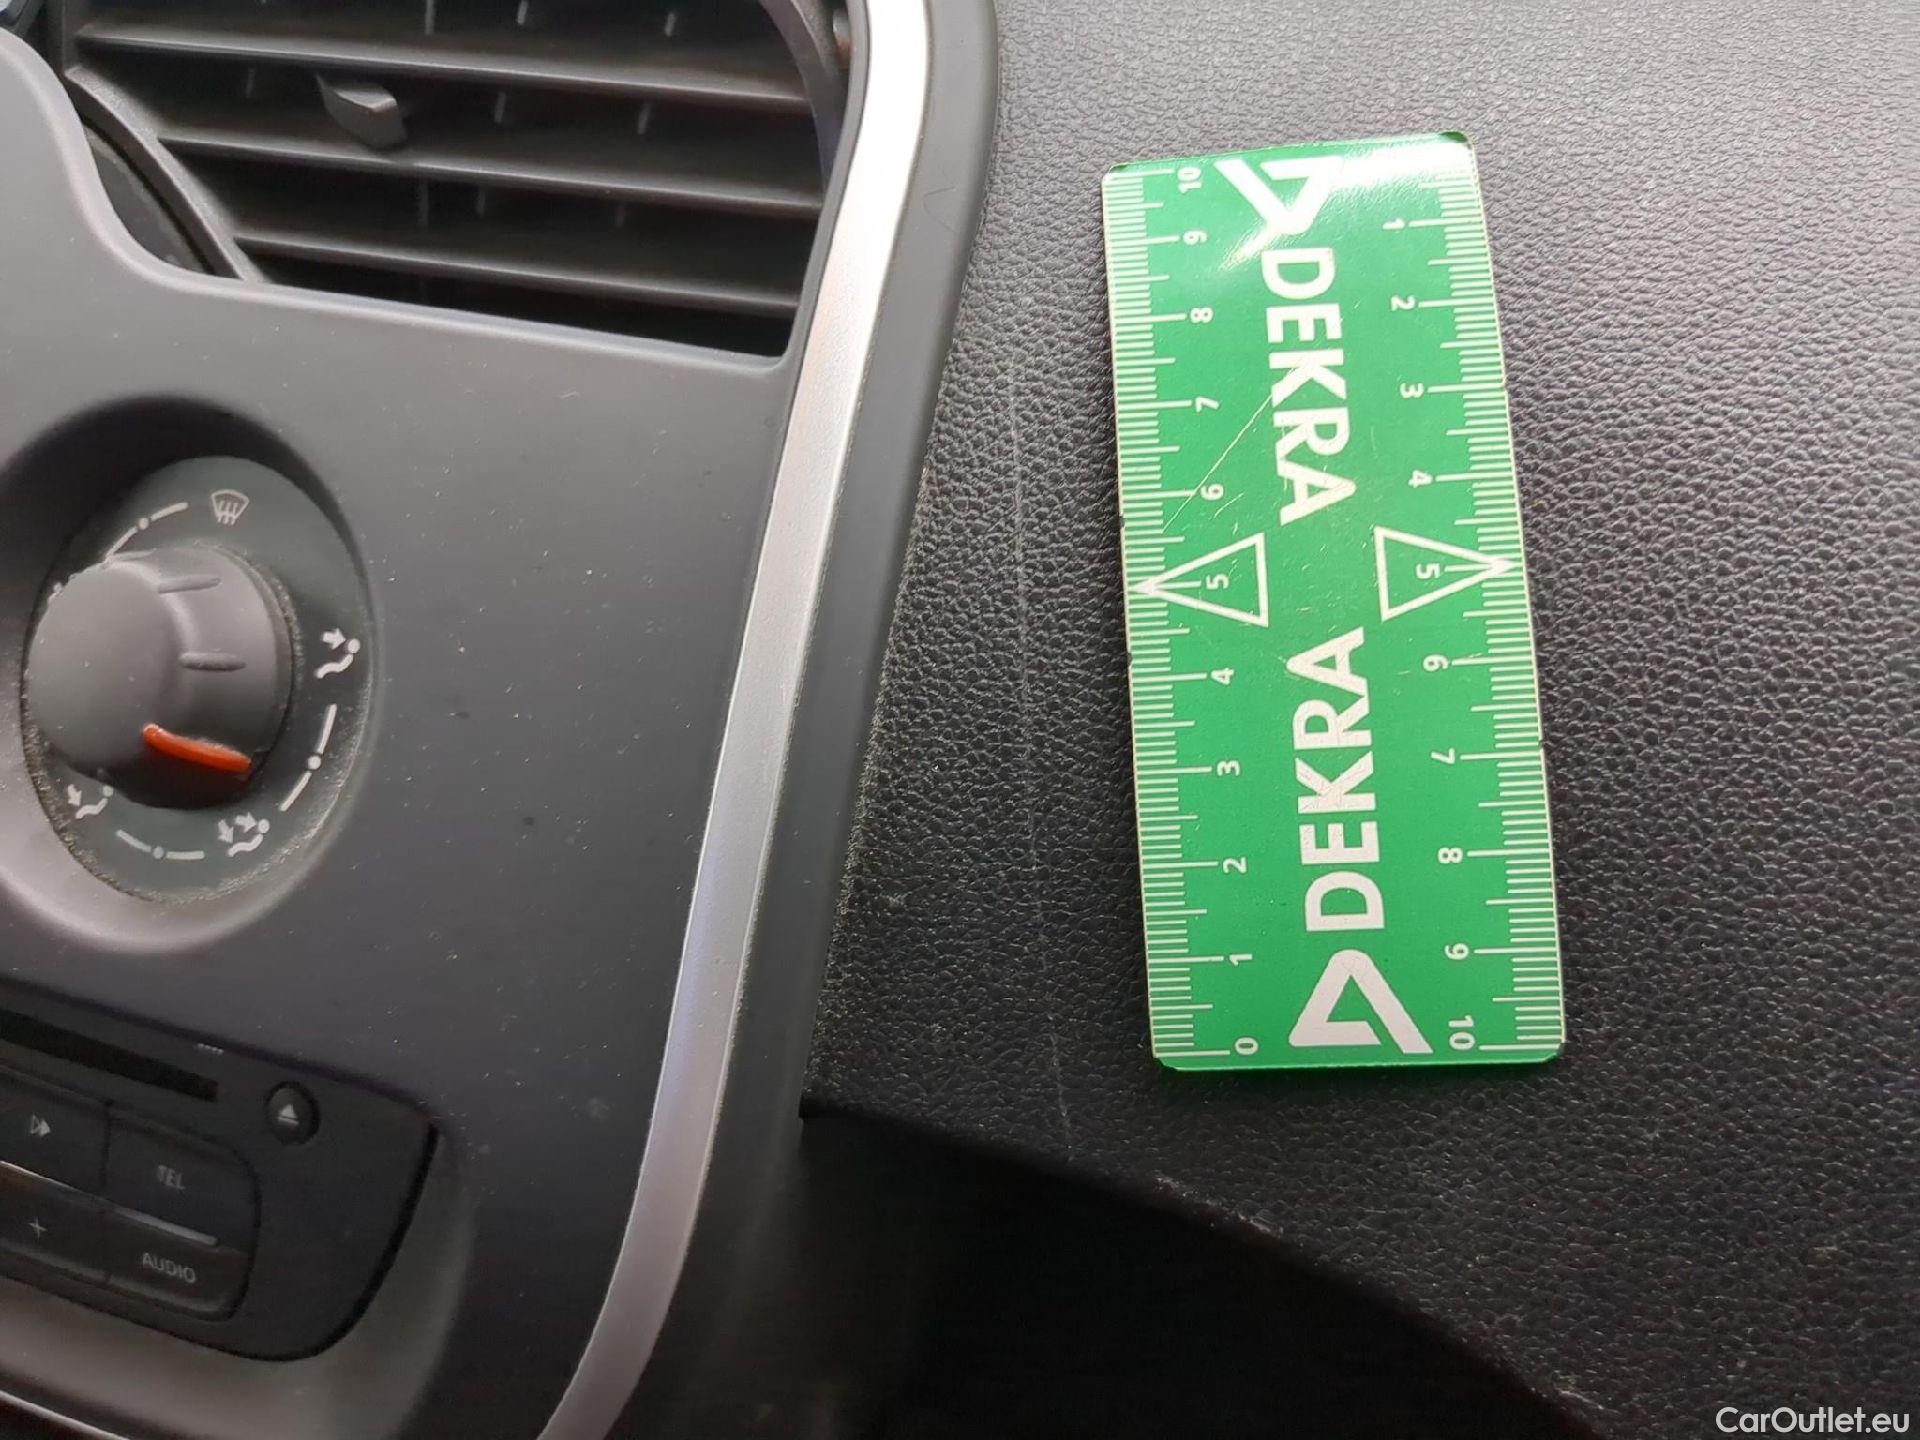 10 9 8 7 6 5 4 3 2 1 0
DEKRA
DEKRA
1 2 3 4 5 6 7 8 9 10
TEL
AUDIO
CarOutlet.eu